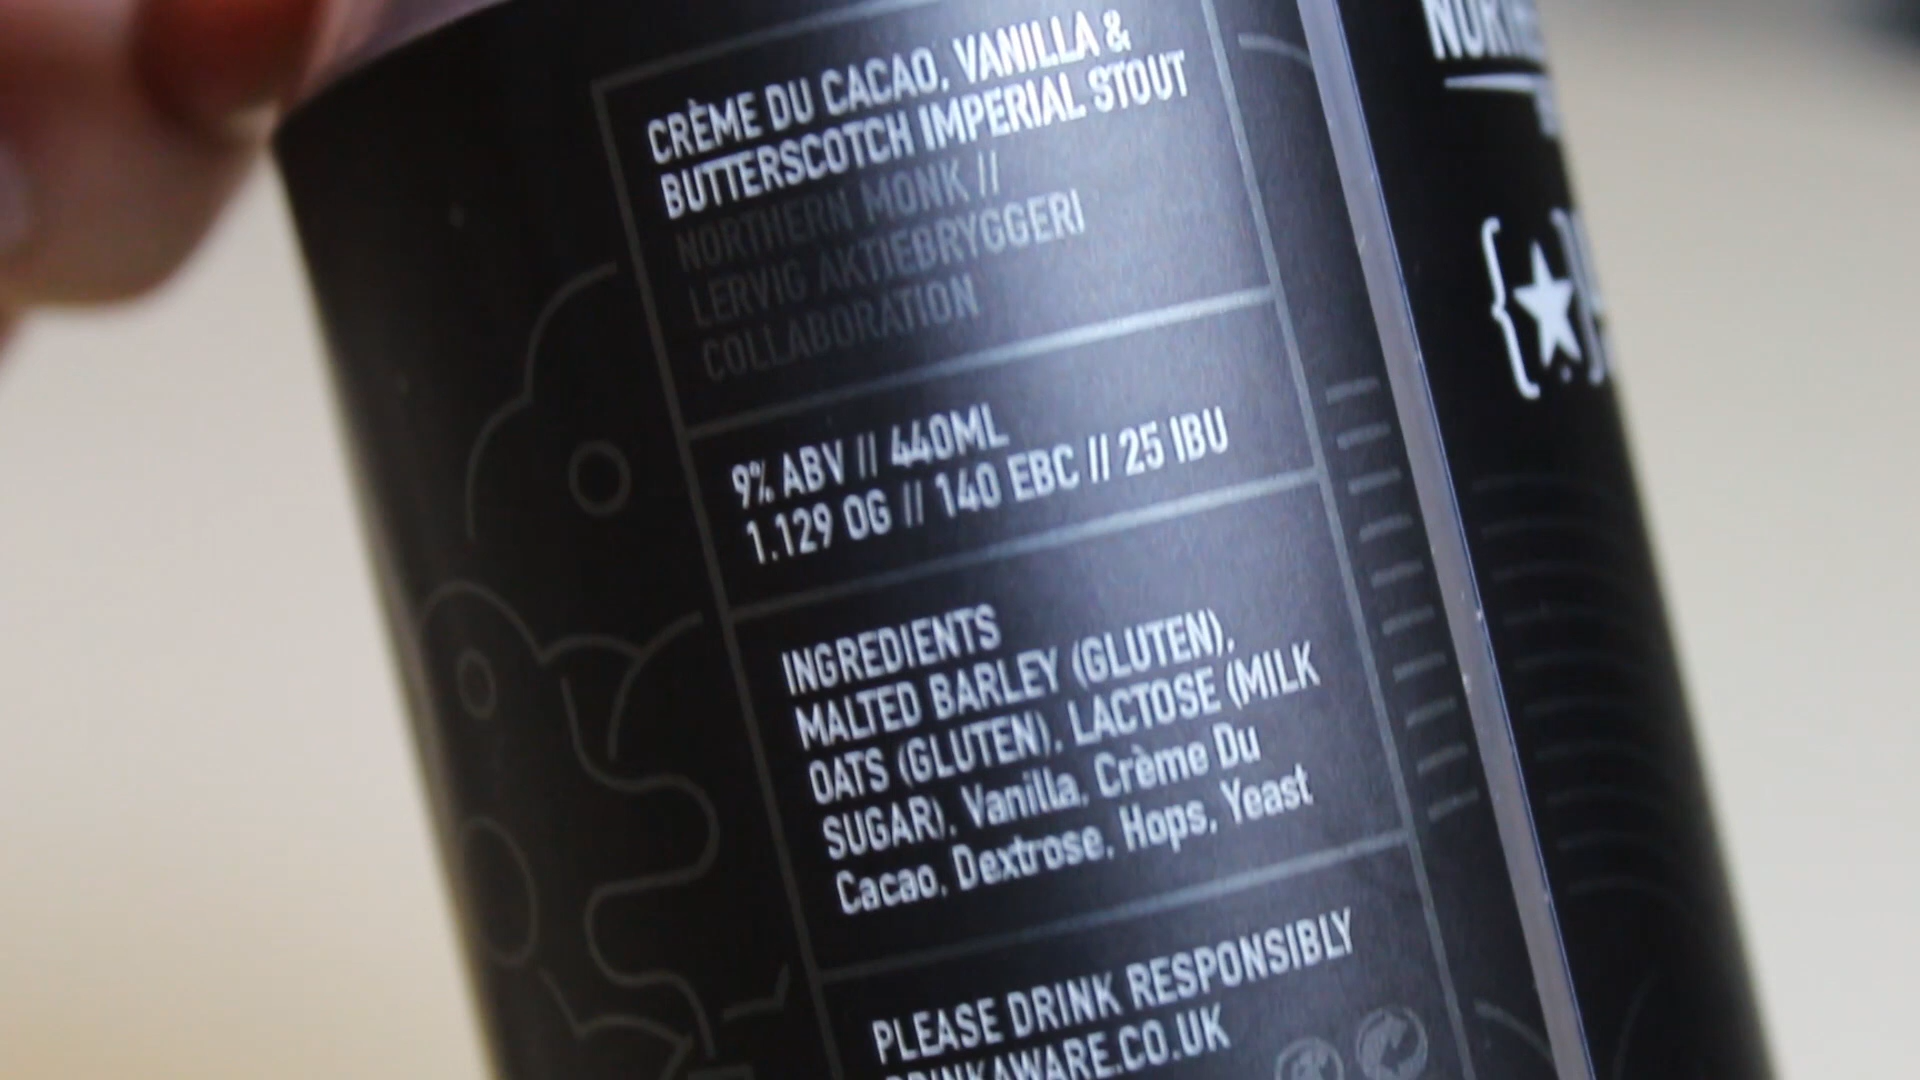 CRÈME DU CACAO, VANILLA &
BUTTERSCOTCH IMPERIAL STOUT
NORTHERN MONK //
LERVIG AKTIEBRYGGERI
COLLABORATION
9% ABV // 440ML
1.129 OG // 140 EBC // 25 IBU
INGREDIENTS
MALTED BARLEY (GLUTEN),
OATS (GLUTEN), LACTOSE (MILK
SUGAR), Vanilla, Crème Du
Cacao, Dextrose, Hops, Yeast
PLEASE DRINK RESPONSIBLY
DRINKAWARE.CO.UK